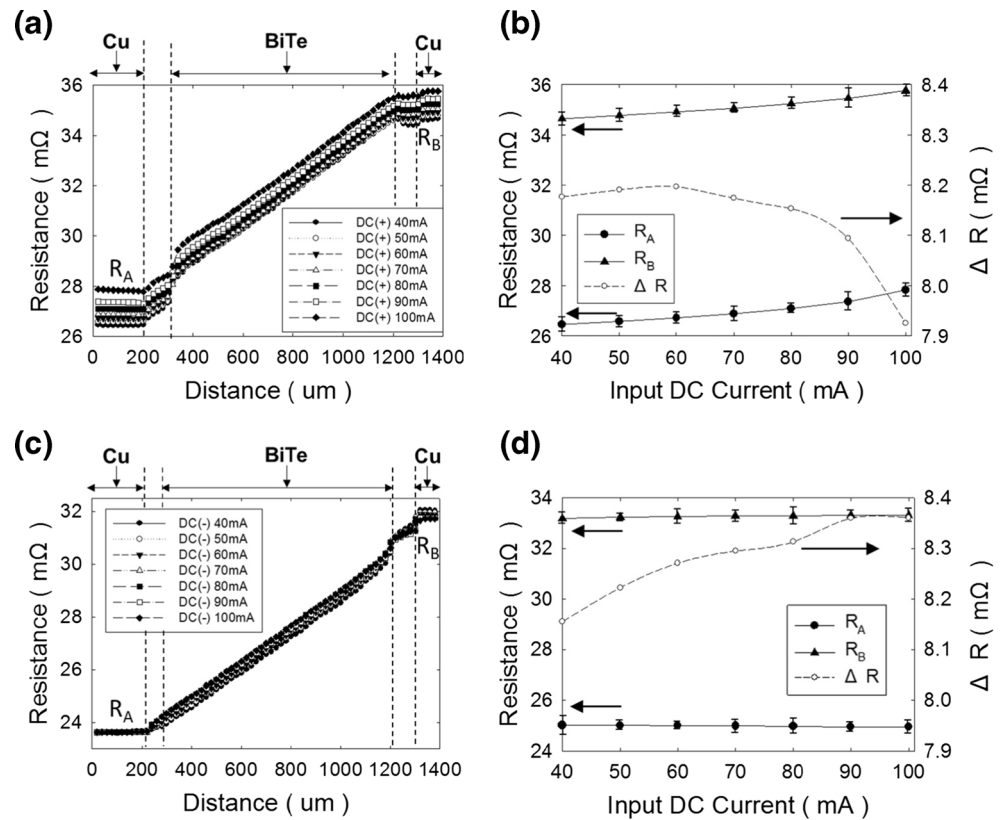 (a)
Cu BiTe Cu
36
34
32
30
28
26
Resistance ( mΩ )
R_A
R_B
DC(+) 40mA
DC(+) 50mA
DC(+) 60mA
DC(+) 70mA
DC(+) 80mA
DC(+) 90mA
DC(+) 100mA
0 200 400 600 800 1000 1200 1400
Distance ( um )
(b)
36
34
32
30
28
26
Resistance ( mΩ )
R_A
R_B
Δ R
8.4
8.3
8.2
8.1
8.0
7.9
Δ R ( mΩ )
40 50 60 70 80 90 100
Input DC Current ( mA )
(c)
Cu BiTe Cu
32
30
28
26
24
Resistance ( mΩ )
DC(-) 40mA
DC(-) 50mA
DC(-) 60mA
DC(-) 70mA
DC(-) 80mA
DC(-) 90mA
DC(-) 100mA
R_A
R_B
0 200 400 600 800 1000 1200 1400
Distance ( um )
(d)
34
32
30
28
26
24
Resistance ( mΩ )
R_A
R_B
Δ R
8.4
8.3
8.2
8.1
8.0
7.9
Δ R ( mΩ )
40 50 60 70 80 90 100
Input DC Current ( mA )